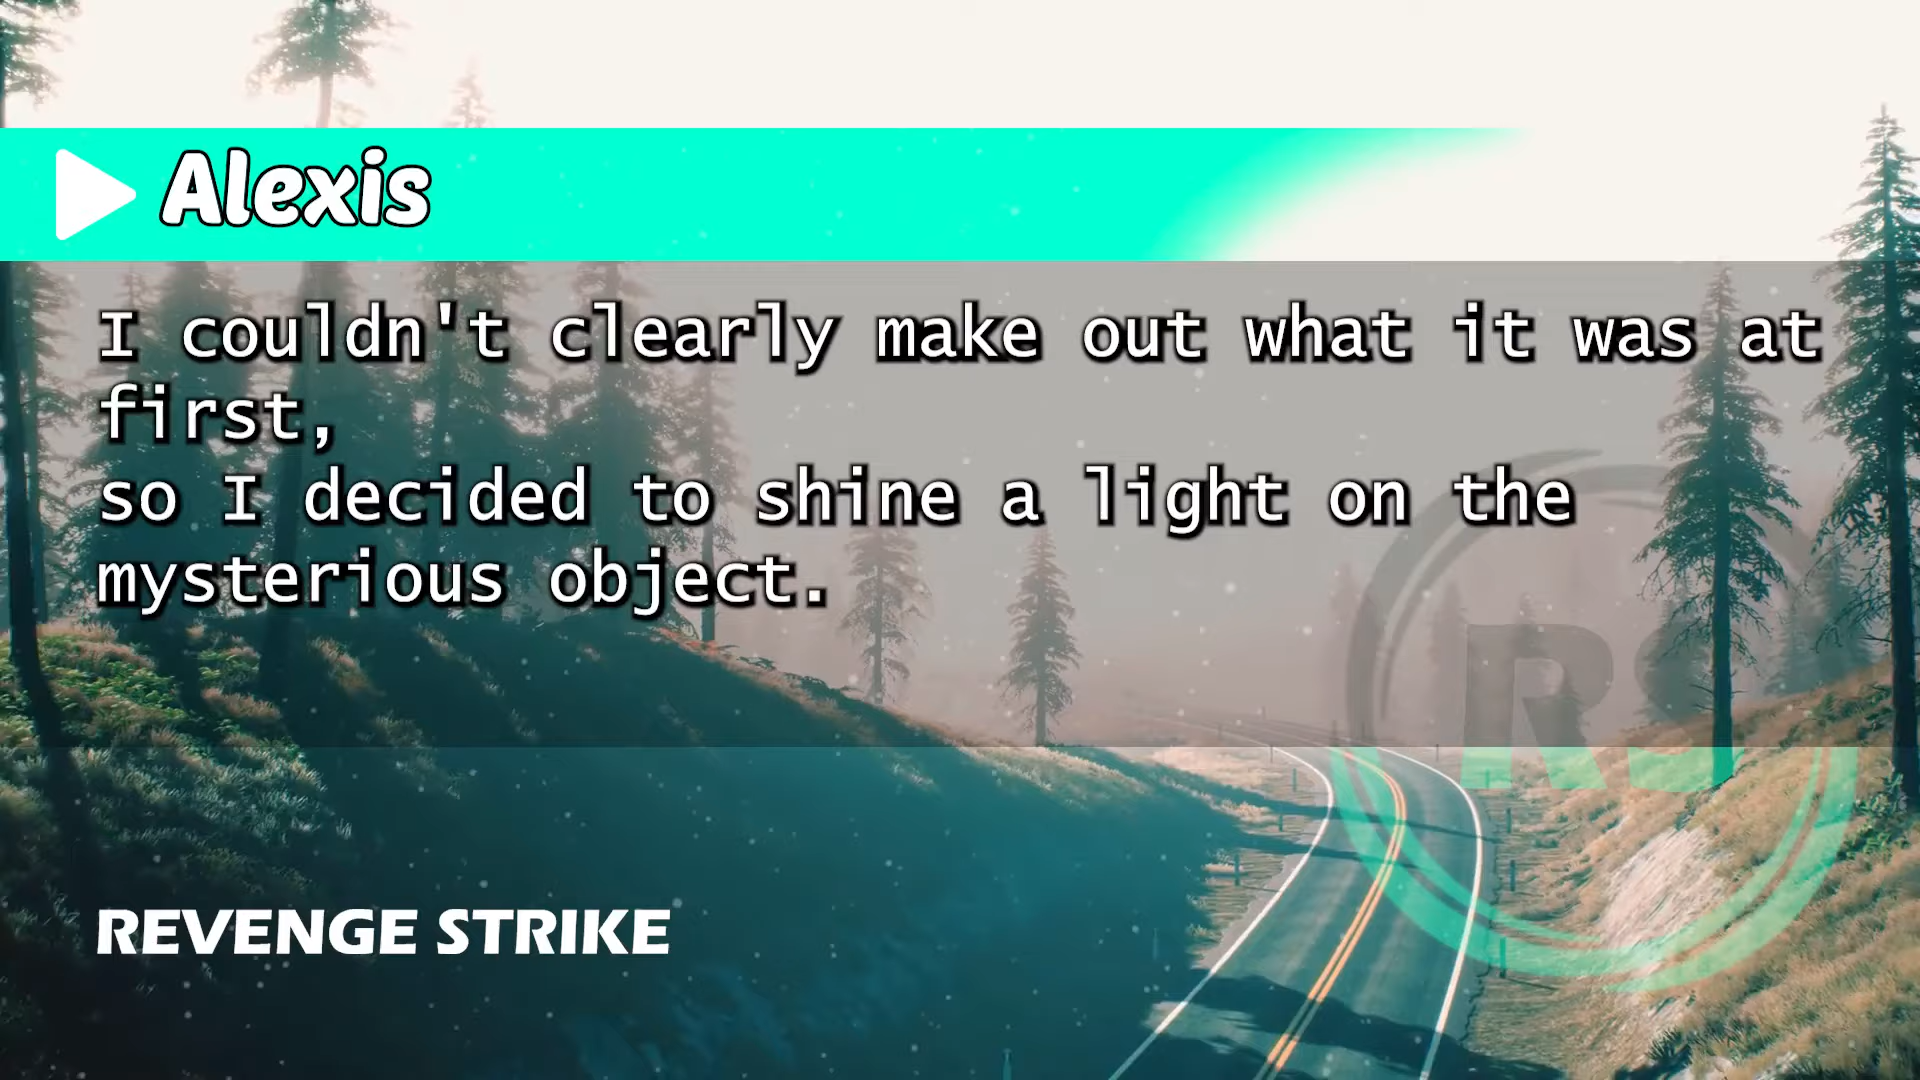 Alexis
I couldn't clearly make out what it was at
first,
so I decided to shine a light on the
mysterious object.
RS
REVENGE STRIKE